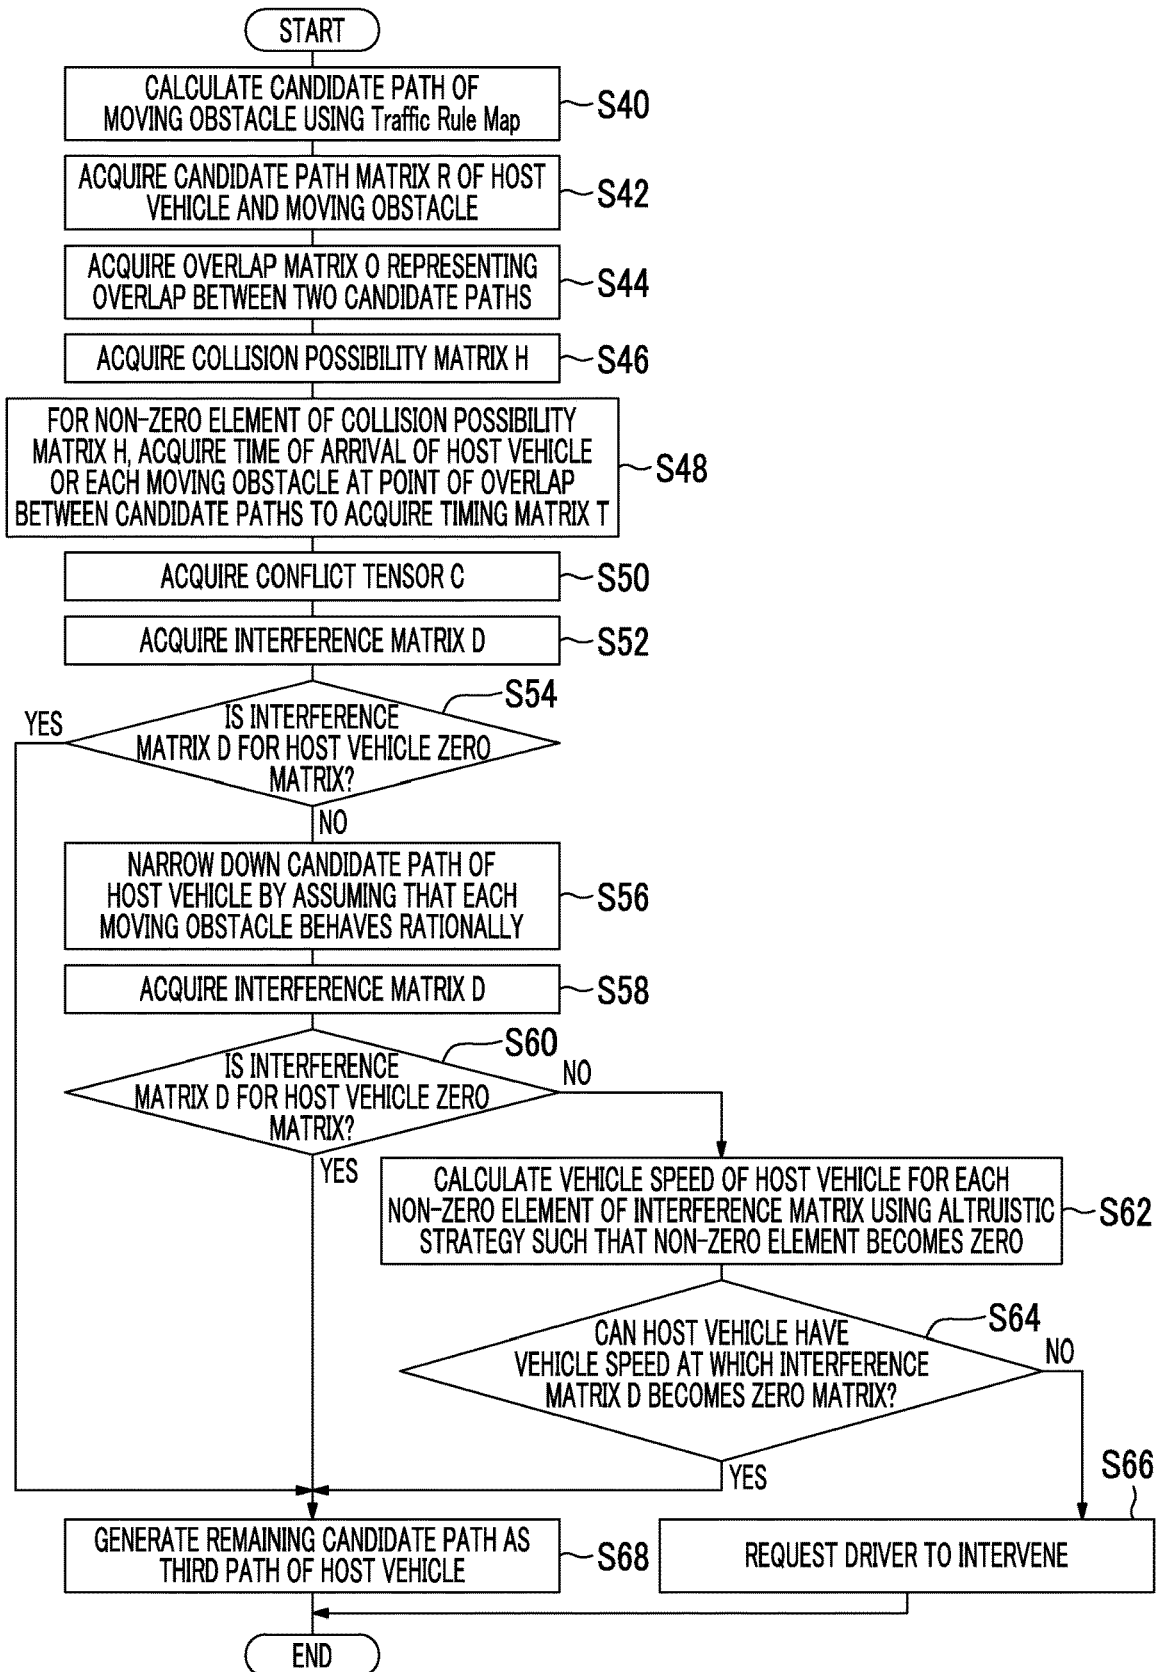 START
CALCULATE CANDIDATE PATH OF
MOVING OBSTACLE USING Traffic Rule Map
S40
ACQUIRE CANDIDATE PATH MATRIX R OF HOST
VEHICLE AND MOVING OBSTACLE
S42
ACQUIRE OVERLAP MATRIX O REPRESENTING
OVERLAP BETWEEN TWO CANDIDATE PATHS
S44
ACQUIRE COLLISION POSSIBILITY MATRIX H
S46
FOR NON-ZERO ELEMENT OF COLLISION POSSIBILITY
MATRIX H, ACQUIRE TIME OF ARRIVAL OF HOST VEHICLE
OR EACH MOVING OBSTACLE AT POINT OF OVERLAP
BETWEEN CANDIDATE PATHS TO ACQUIRE TIMING MATRIX T
S48
ACQUIRE CONFLICT TENSOR C
S50
ACQUIRE INTERFERENCE MATRIX D
S52
S54
YES
IS INTERFERENCE
MATRIX D FOR HOST VEHICLE ZERO
MATRIX?
NO
NARROW DOWN CANDIDATE PATH OF
HOST VEHICLE BY ASSUMING THAT EACH
MOVING OBSTACLE BEHAVES RATIONALLY
S56
ACQUIRE INTERFERENCE MATRIX D
S58
S60
IS INTERFERENCE
MATRIX D FOR HOST VEHICLE ZERO
MATRIX?
NO
YES
CALCULATE VEHICLE SPEED OF HOST VEHICLE FOR EACH
NON-ZERO ELEMENT OF INTERFERENCE MATRIX USING ALTRUISTIC
STRATEGY SUCH THAT NON-ZERO ELEMENT BECOMES ZERO
S62
S64
CAN HOST VEHICLE HAVE
VEHICLE SPEED AT WHICH INTERFERENCE
MATRIX D BECOMES ZERO MATRIX?
NO
YES
S66
GENERATE REMAINING CANDIDATE PATH AS
THIRD PATH OF HOST VEHICLE
S68
REQUEST DRIVER TO INTERVENE
END